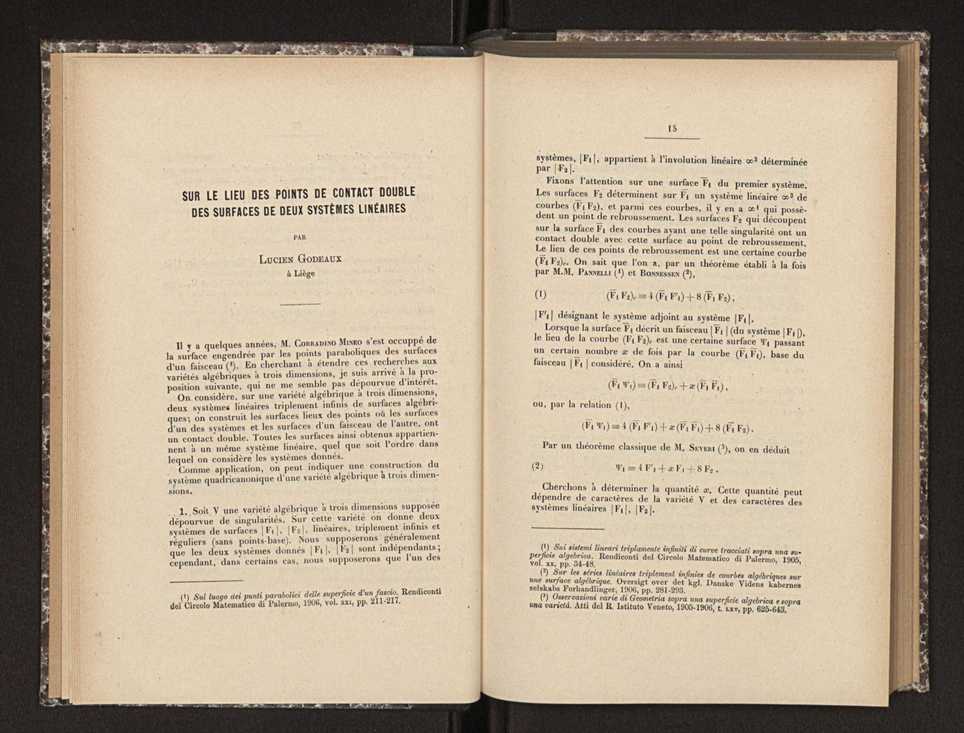 SUR LE LIEU DES POINTS DE CONTACT DOUBLE
DES SURFACES DE DEUX SYSTÈMES LINÉAIRES
PAR
LUCIEN GODEAUX
à Liège
Il y a quelques années, M. CORRADINO MINEO s'est occupé de
la surface engendrée par les points paraboliques des surfaces
d'un faisceau (¹). En cherchant à étendre ces recherches aux
variétés algébriques à trois dimensions, je suis arrivé à la pro-
position suivante, qui ne me semble pas dépourvue d'intérêt.
On considère, sur une variété algébrique à trois dimensions,
deux systèmes linéaires triplement infinis de surfaces algébri-
ques; on construit les surfaces lieux des points où les surfaces
d'un des systèmes et les surfaces d'un faisceau de l'autre, ont
un contact double. Toutes les surfaces ainsi obtenues appartien-
nent à un même système linéaire, quel que soit l'ordre dans
lequel on considère les systèmes donnés.
Comme application, on peut indiquer une construction du
système quadricanonique d'une variété algébrique à trois dimen-
sions.
1. Soit V une variété algébrique à trois dimensions supposée
dépourvue de singularités. Sur cette variété on donne deux
systèmes de surfaces |F₁|, |F₂|, linéaires, triplement infinis et
réguliers (sans points-base). Nous supposerons généralement
que les deux systèmes donnés |F₁|, |F₂| sont indépendants;
cependant, dans certains cas, nous supposerons que l'un des
(¹) Sul luogo dei punti parabolici delle superficie d'un fascio. Rendiconti
del Circolo Matematico di Palermo, 1906, vol. XXI, pp. 211-217.
15
systèmes, |F₁|, appartient à l'involution linéaire ∞³ déterminée
par |F₂|.
Fixons l'attention sur une surface F̅₁ du premier système.
Les surfaces F₂ déterminent sur F̅₁ un système linéaire ∞³ de
courbes (F̅₁ F₂), et parmi ces courbes, il y en a ∞¹ qui possè-
dent un point de rebroussement. Les surfaces F₂ qui découpent
sur la surface F̅₁ des courbes ayant une telle singularité ont un
contact double avec cette surface au point de rebroussement.
Le lieu de ces points de rebroussement est une certaine courbe
(F̅₁ F₂)ᵣ. On sait que l'on a, par un théorème établi à la fois
par M.M. PANNELLI (¹) et BONNESSEN (²),
(1) (F̅₁ F₂)ᵣ ≡ 4 (F̅₁ F'₁) + 8 (F̅₁ F₂),
|F'₁| désignant le système adjoint au système |F₁|.
Lorsque la surface F̅₁ décrit un faisceau |F̅₁| (du système |F₁|),
le lieu de la courbe (F̅₁ F₂)ᵣ est une certaine surface Ψ₁ passant
un certain nombre x de fois par la courbe (F̅₁ F̅₁), base du
faisceau |F̅₁| considéré. On a ainsi
(F̅₁ Ψ₁) = (F̅₁ F₂)ᵣ + x (F̅₁ F̅₁),
ou, par la relation (1),
(F̅₁ Ψ₁) ≡ 4 (F̅₁ F'₁) + x (F̅₁ F₁) + 8 (F̅₁ F₂).
Par un théorème classique de M. SEVERI (³), on en déduit
(2) Ψ₁ ≡ 4 F'₁ + x F₁ + 8 F₂.
Cherchons à déterminer la quantité x. Cette quantité peut
dépendre de caractères de la variété V et des caractères des
systèmes linéaires |F₁|, |F₂|.
(¹) Sui sistemi lineari triplamente infiniti di curve tracciati sopra una su-
perficie algebrica. Rendiconti del Circolo Matematico di Palermo, 1905,
vol. XX, pp. 34-48.
(²) Sur les séries linéaires triplement infinies de courbes algébriques sur
une surface algébrique. Oversigt over det kgl. Danske Videns kabernes
selskabs Forhandlinger, 1906, pp. 281-293.
(³) Osservazioni varie di Geometria sopra una superficie algebrica e sopra
una varietà. Atti del R. Istituto Veneto, 1905-1906, t. LXV, pp. 625-643.